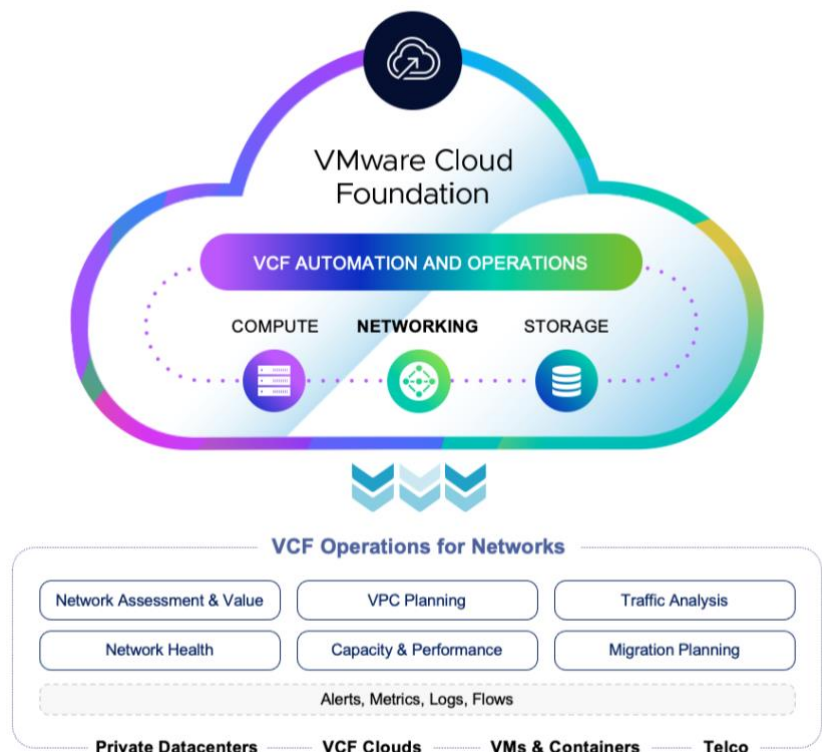 VMware Cloud
Foundation
VCF AUTOMATION AND OPERATIONS
COMPUTE NETWORKING STORAGE
VCF Operations for Networks
Network Assessment & Value VPC Planning Traffic Analysis
Network Health Capacity & Performance Migration Planning
Alerts, Metrics, Logs, Flows
Private Datacenters VCF Clouds VMs & Containers Telco